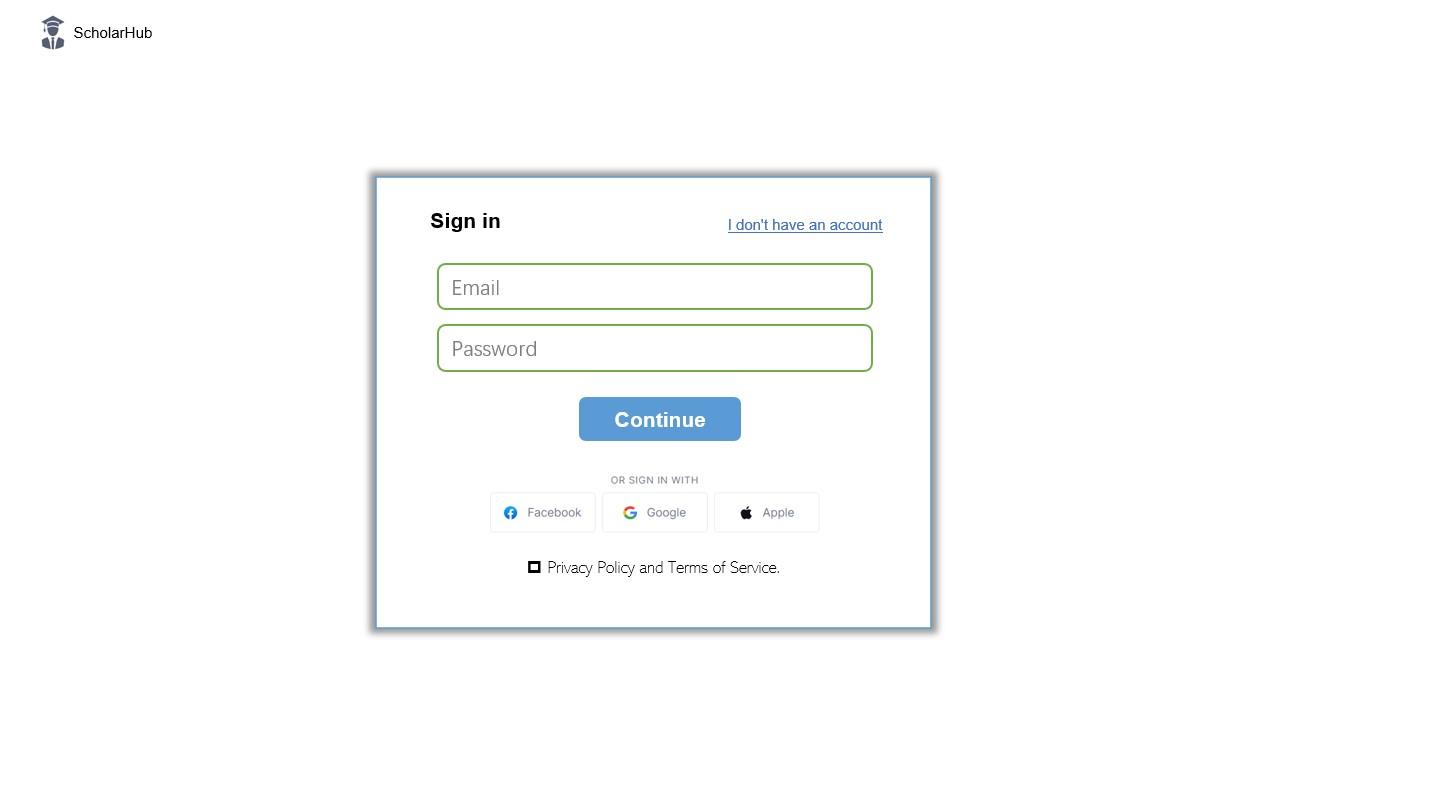 ScholarHub
Sign in
I don't have an account
Email
Password
Continue
OR SIGN IN WITH
Facebook
Google
Apple
Privacy Policy and Terms of Service.